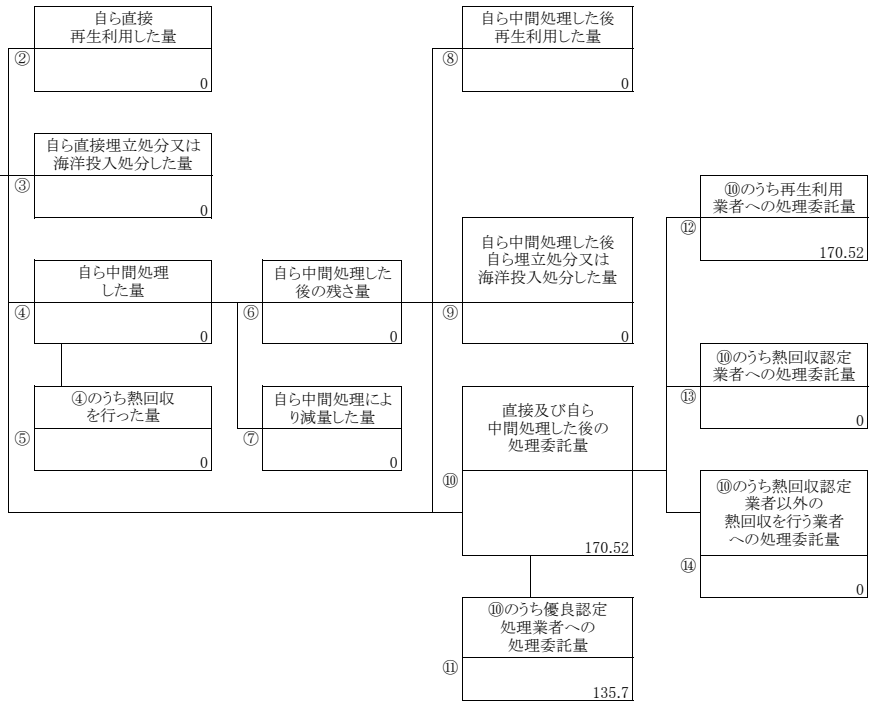 自ら直接
再生利用した量
②
0
自ら直接埋立処分又は
海洋投入処分した量
③
0
自ら中間処理
した量
④
0
④のうち熱回収
を行った量
⑤
0
自ら中間処理した
後の残さ量
⑥
0
自ら中間処理によ
り減量した量
⑦
0
自ら中間処理した後
再生利用した量
⑧
0
自ら中間処理した後
自ら埋立処分又は
海洋投入処分した量
⑨
0
直接及び自ら
中間処理した後の
処理委託量
⑩
170.52
⑩のうち優良認定
処理業者への
処理委託量
⑪
135.7
⑩のうち再生利用
業者への処理委託量
⑫
170.52
⑩のうち熱回収認定
業者への処理委託量
⑬
0
⑩のうち熱回収認定
業者以外の
熱回収を行う業者
への処理委託量
⑭
0